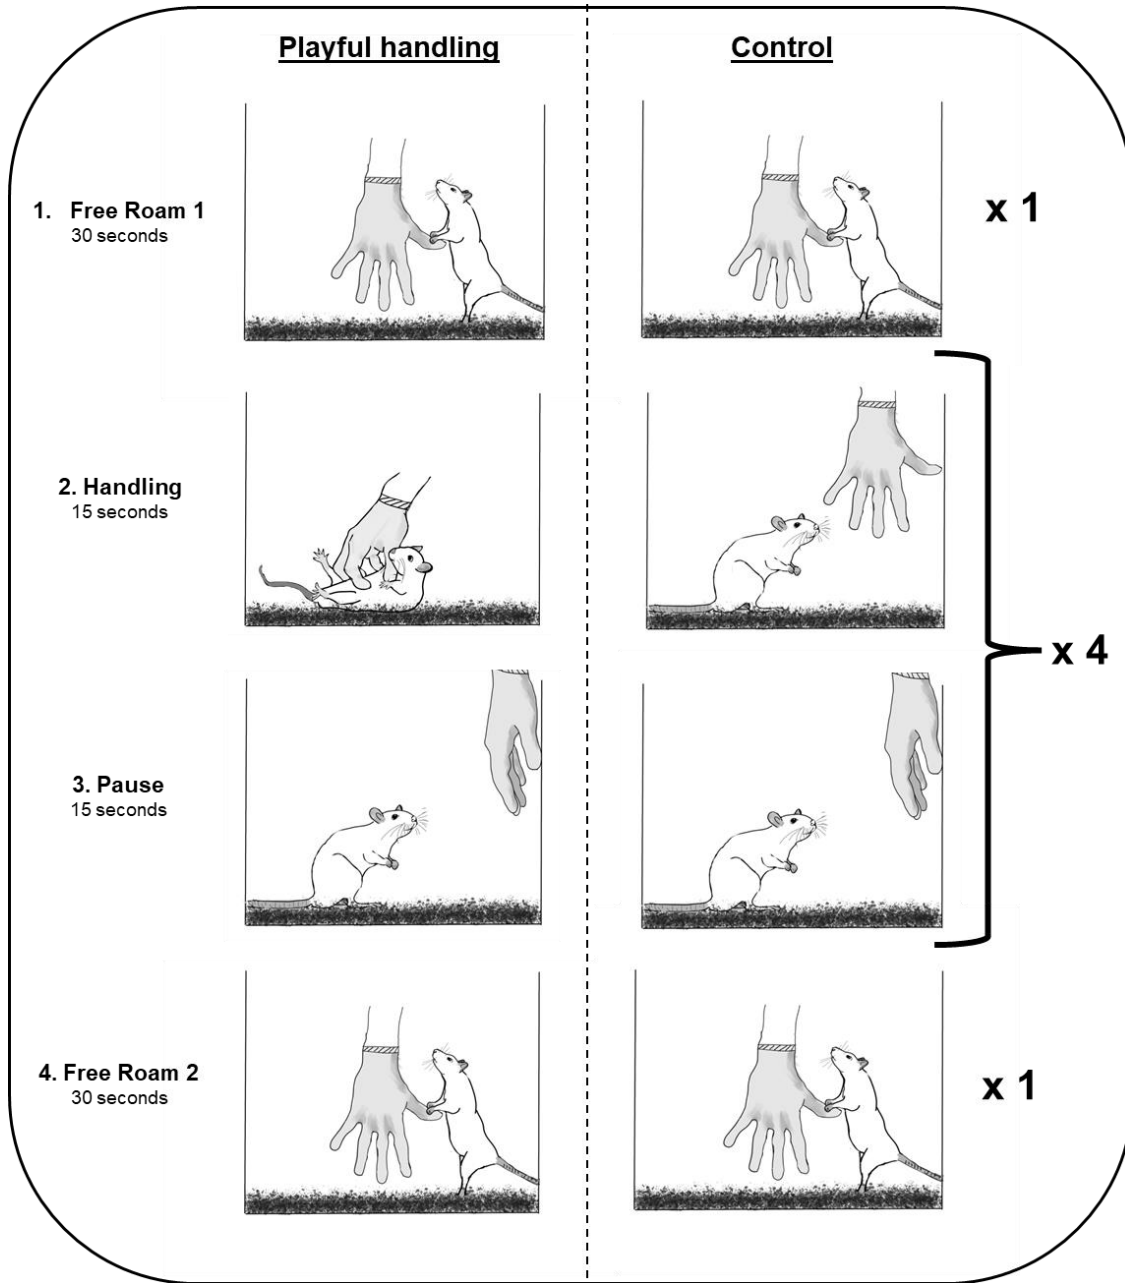 Playful handling
Control
1. Free Roam 1
30 seconds
x 1
2. Handling
15 seconds
x 4
3. Pause
15 seconds
4. Free Roam 2
30 seconds
x 1